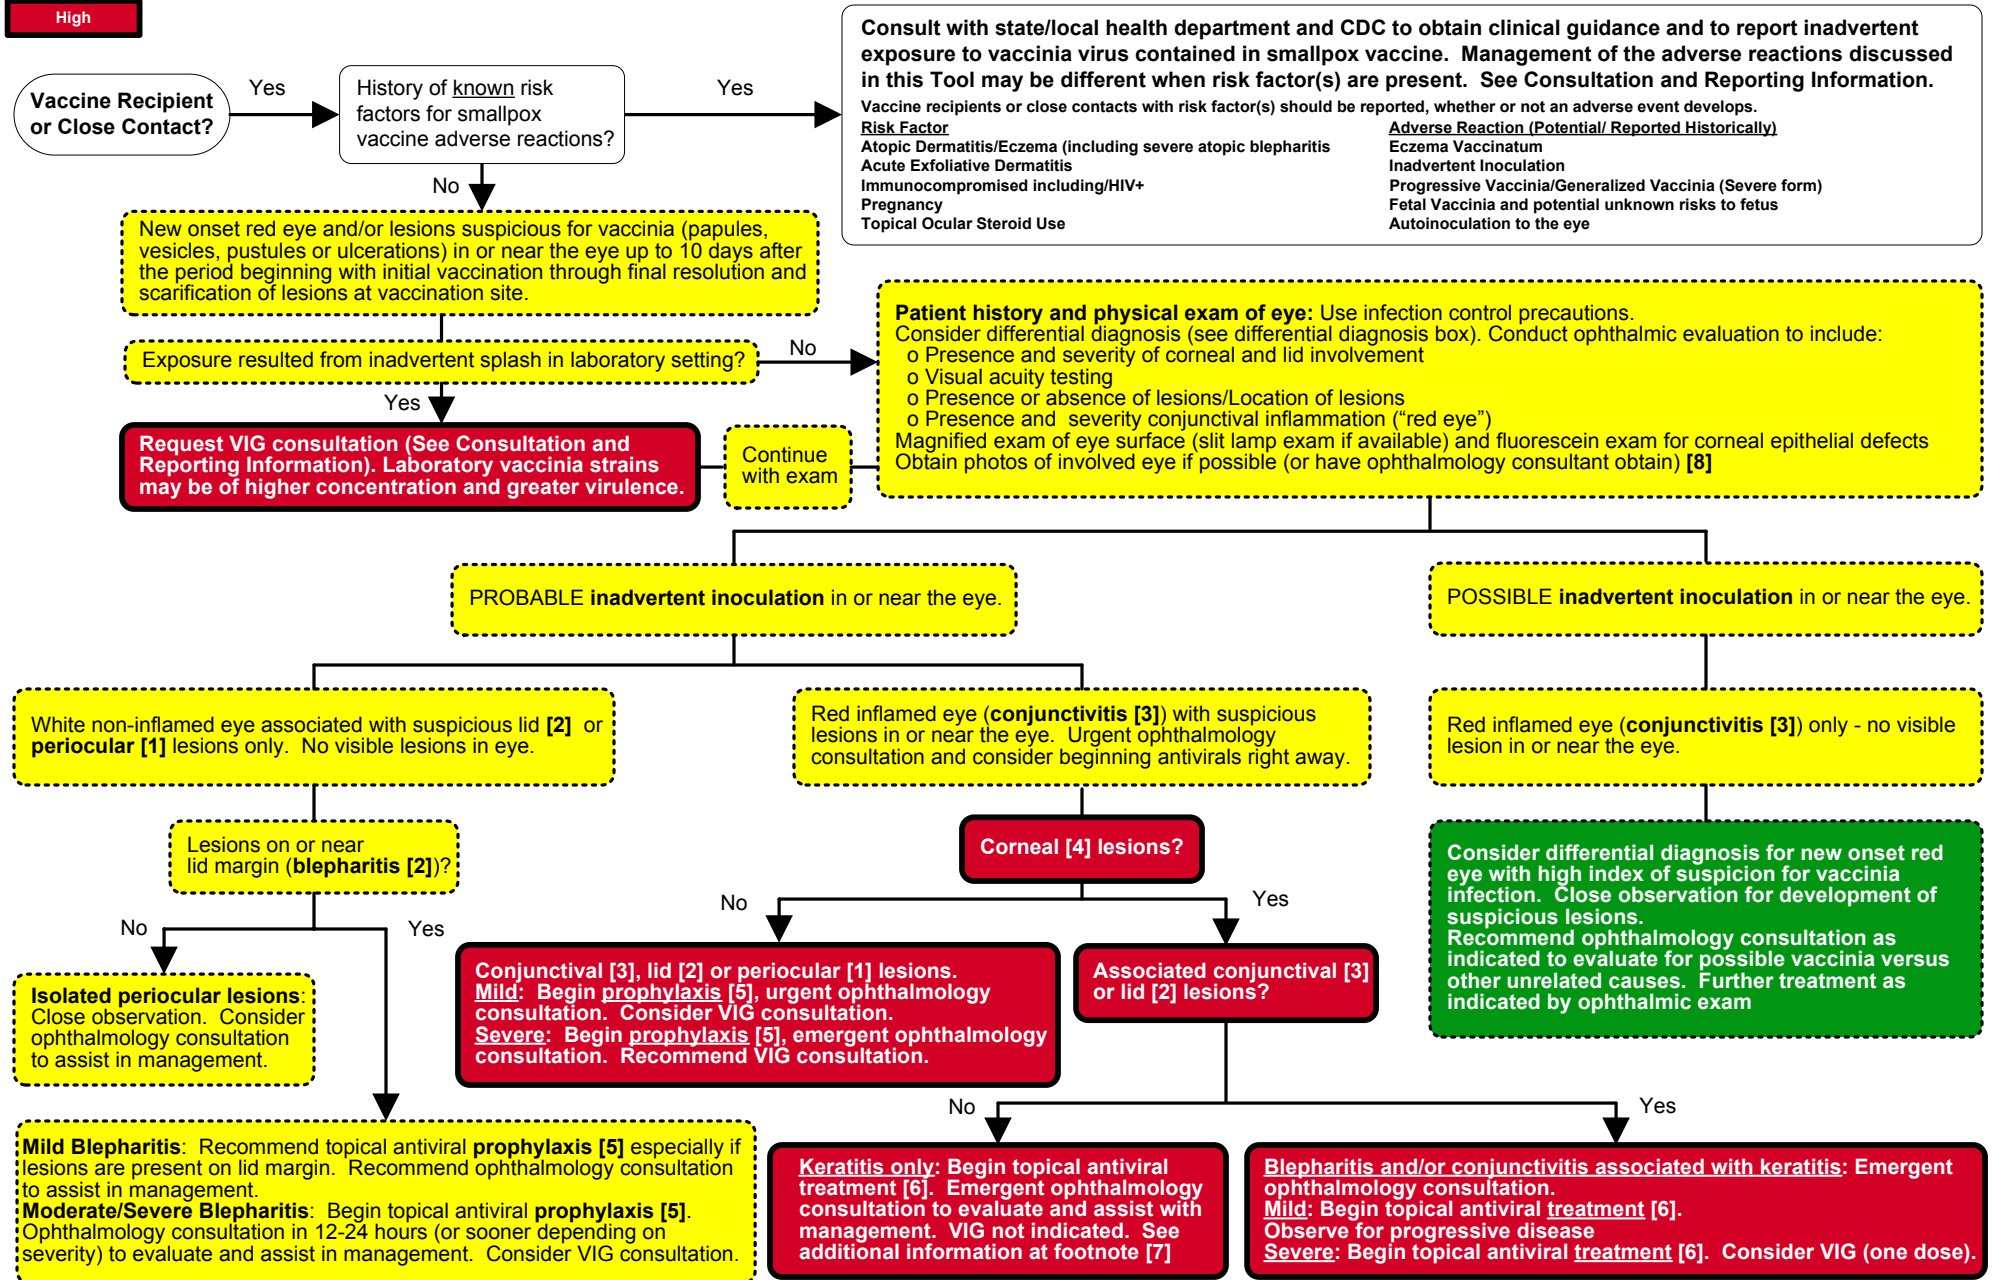 High
Vaccine Recipient
or Close Contact?
Yes
History of known risk
factors for smallpox
vaccine adverse reactions?
Yes
Consult with state/local health department and CDC to obtain clinical guidance and to report inadvertent
exposure to vaccinia virus contained in smallpox vaccine. Management of the adverse reactions discussed
in this Tool may be different when risk factor(s) are present. See Consultation and Reporting Information.
Vaccine recipients or close contacts with risk factor(s) should be reported, whether or not an adverse event develops.
Risk Factor Adverse Reaction (Potential/ Reported Historically)
Atopic Dermatitis/Eczema (including severe atopic blepharitis Eczema Vaccinatum
Acute Exfoliative Dermatitis Inadvertent Inoculation
Immunocompromised including/HIV+ Progressive Vaccinia/Generalized Vaccinia (Severe form)
Pregnancy Fetal Vaccinia and potential unknown risks to fetus
Topical Ocular Steroid Use Autoinoculation to the eye
No
New onset red eye and/or lesions suspicious for vaccinia (papules,
vesicles, pustules or ulcerations) in or near the eye up to 10 days after
the period beginning with initial vaccination through final resolution and
scarification of lesions at vaccination site.
Exposure resulted from inadvertent splash in laboratory setting?
No
Yes
Request VIG consultation (See Consultation and
Reporting Information). Laboratory vaccinia strains
may be of higher concentration and greater virulence.
Continue
with exam
Patient history and physical exam of eye: Use infection control precautions.
Consider differential diagnosis (see differential diagnosis box). Conduct ophthalmic evaluation to include:
o Presence and severity of corneal and lid involvement
o Visual acuity testing
o Presence or absence of lesions/Location of lesions
o Presence and severity conjunctival inflammation (“red eye”)
Magnified exam of eye surface (slit lamp exam if available) and fluorescein exam for corneal epithelial defects
Obtain photos of involved eye if possible (or have ophthalmology consultant obtain) [8]
PROBABLE inadvertent inoculation in or near the eye.
POSSIBLE inadvertent inoculation in or near the eye.
White non-inflamed eye associated with suspicious lid [2] or
periocular [1] lesions only. No visible lesions in eye.
Red inflamed eye (conjunctivitis [3]) with suspicious
lesions in or near the eye. Urgent ophthalmology
consultation and consider beginning antivirals right away.
Red inflamed eye (conjunctivitis [3]) only - no visible
lesion in or near the eye.
Lesions on or near
lid margin (blepharitis [2])?
Corneal [4] lesions?
Consider differential diagnosis for new onset red
eye with high index of suspicion for vaccinia
infection. Close observation for development of
suspicious lesions.
Recommend ophthalmology consultation as
indicated to evaluate for possible vaccinia versus
other unrelated causes. Further treatment as
indicated by ophthalmic exam
No
Yes
No
Yes
Isolated periocular lesions:
Close observation. Consider
ophthalmology consultation
to assist in management.
Conjunctival [3], lid [2] or periocular [1] lesions.
Mild: Begin prophylaxis [5], urgent ophthalmology
consultation. Consider VIG consultation.
Severe: Begin prophylaxis [5], emergent ophthalmology
consultation. Recommend VIG consultation.
Associated conjunctival [3]
or lid [2] lesions?
No
Yes
Mild Blepharitis: Recommend topical antiviral prophylaxis [5] especially if
lesions are present on lid margin. Recommend ophthalmology consultation
to assist in management.
Moderate/Severe Blepharitis: Begin topical antiviral prophylaxis [5].
Ophthalmology consultation in 12-24 hours (or sooner depending on
severity) to evaluate and assist in management. Consider VIG consultation.
Keratitis only: Begin topical antiviral
treatment [6]. Emergent ophthalmology
consultation to evaluate and assist with
management. VIG not indicated. See
additional information at footnote [7]
Blepharitis and/or conjunctivitis associated with keratitis: Emergent
ophthalmology consultation.
Mild: Begin topical antiviral treatment [6].
Observe for progressive disease
Severe: Begin topical antiviral treatment [6]. Consider VIG (one dose).